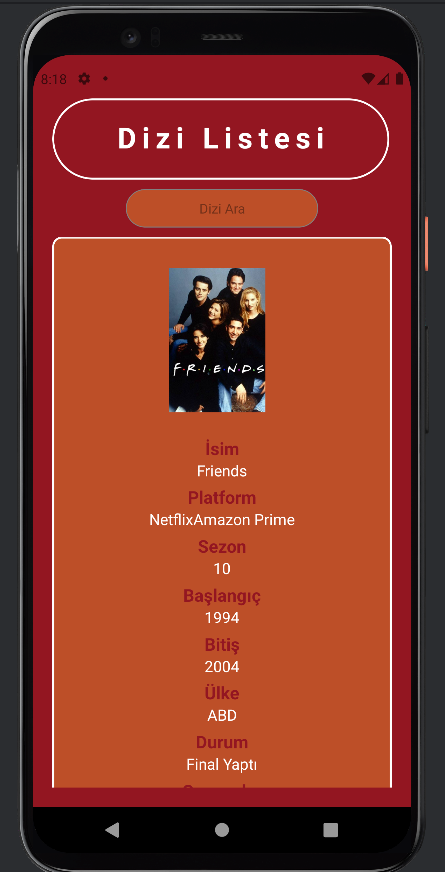 8:18
Dizi Listesi
Dizi Ara
F·R·I·E·N·D·S
İsim
Friends
Platform
NetflixAmazon Prime
Sezon
10
Başlangıç
1994
Bitiş
2004
Ülke
ABD
Durum
Final Yaptı